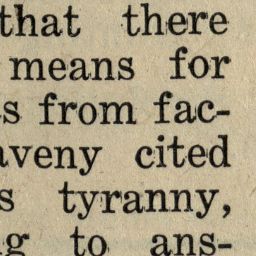 that there
means for
s from fac-
aveny cited
s tyranny,
g to ans-